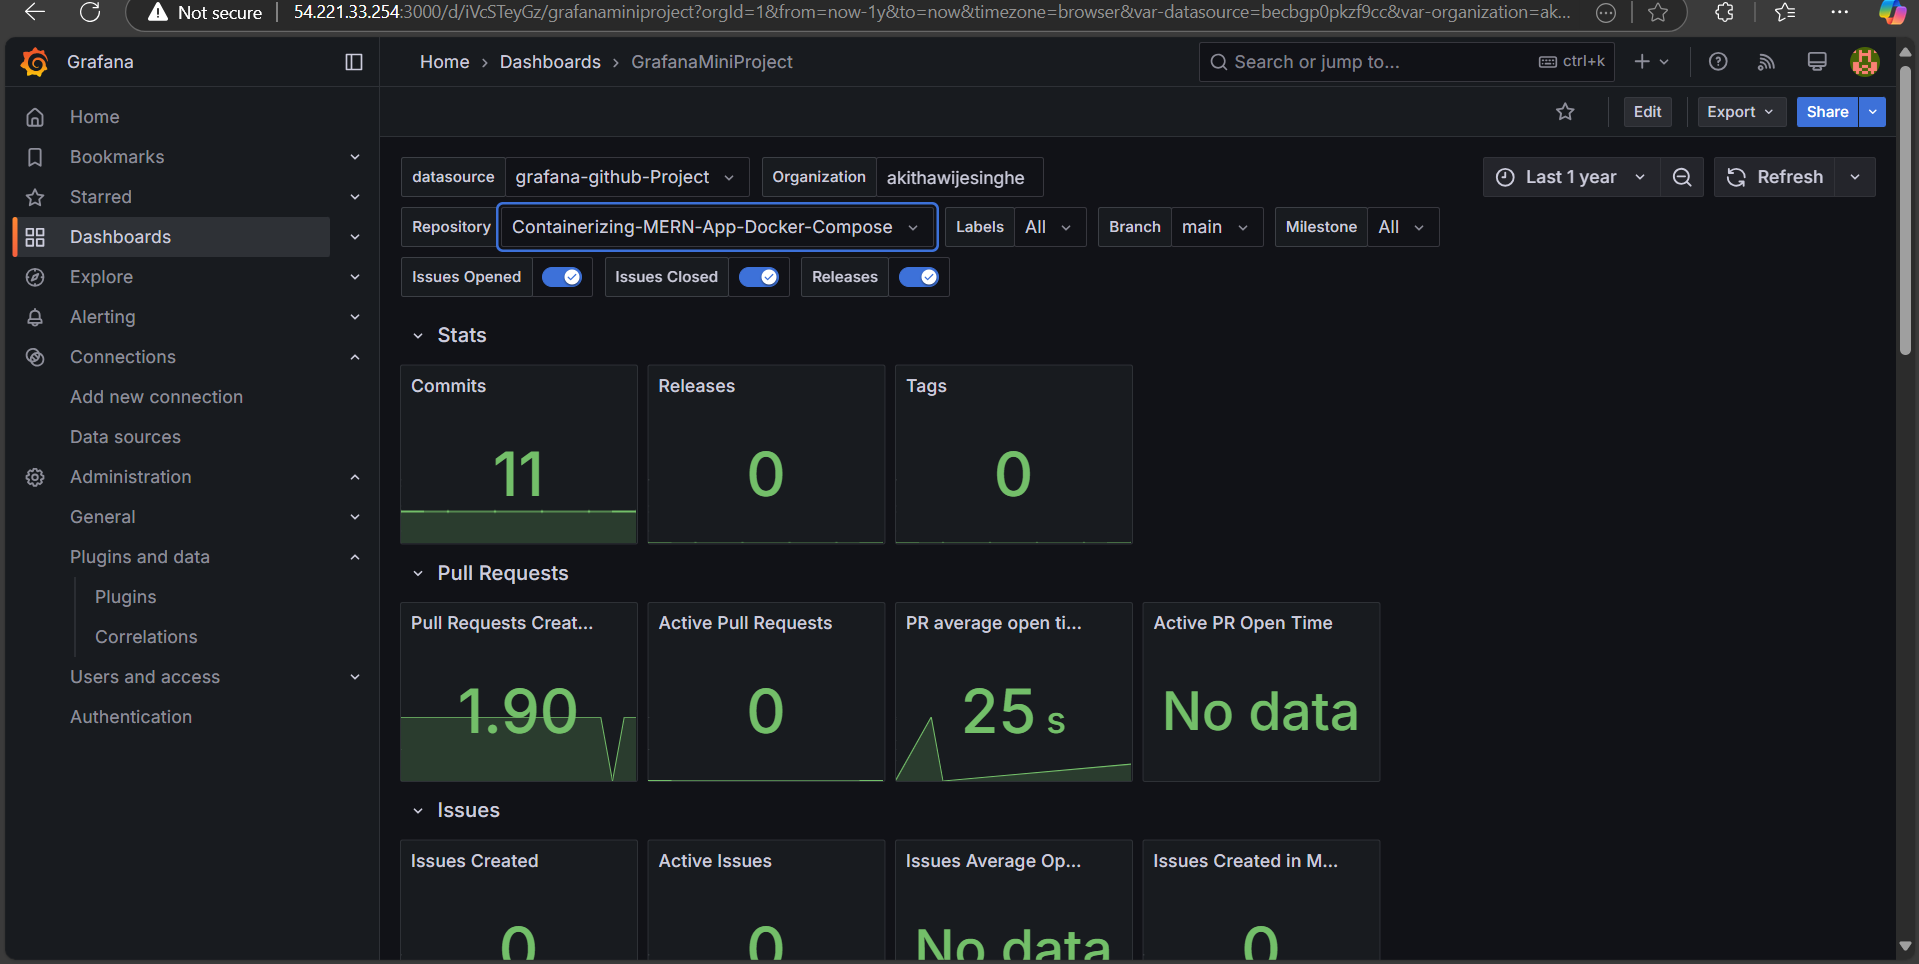 Not secure
54.221.33.254:3000/d/iVcSTeyGz/grafanaminiproject?orgId=1&from=now-1y&to=now&timezone=browser&var-datasource=becbgp0pkzf9cc&var-organization=ak...
Grafana
Home › Dashboards › GrafanaMiniProject
Search or jump to...
ctrl+k
Edit
Export
Share
Home
Bookmarks
Starred
Dashboards
Explore
Alerting
Connections
Add new connection
Data sources
Administration
General
Plugins and data
Plugins
Correlations
Users and access
Authentication
datasource grafana-github-Project Organization akithawijesinghe
Last 1 year
Refresh
Repository Containerizing-MERN-App-Docker-Compose Labels All Branch main Milestone All
Issues Opened Issues Closed Releases
Stats
Commits
11
Releases
0
Tags
0
Pull Requests
Pull Requests Creat...
1.90
Active Pull Requests
0
PR average open ti...
25 s
Active PR Open Time
No data
Issues
Issues Created
0
Active Issues
0
Issues Average Op...
No data
Issues Created in M...
0